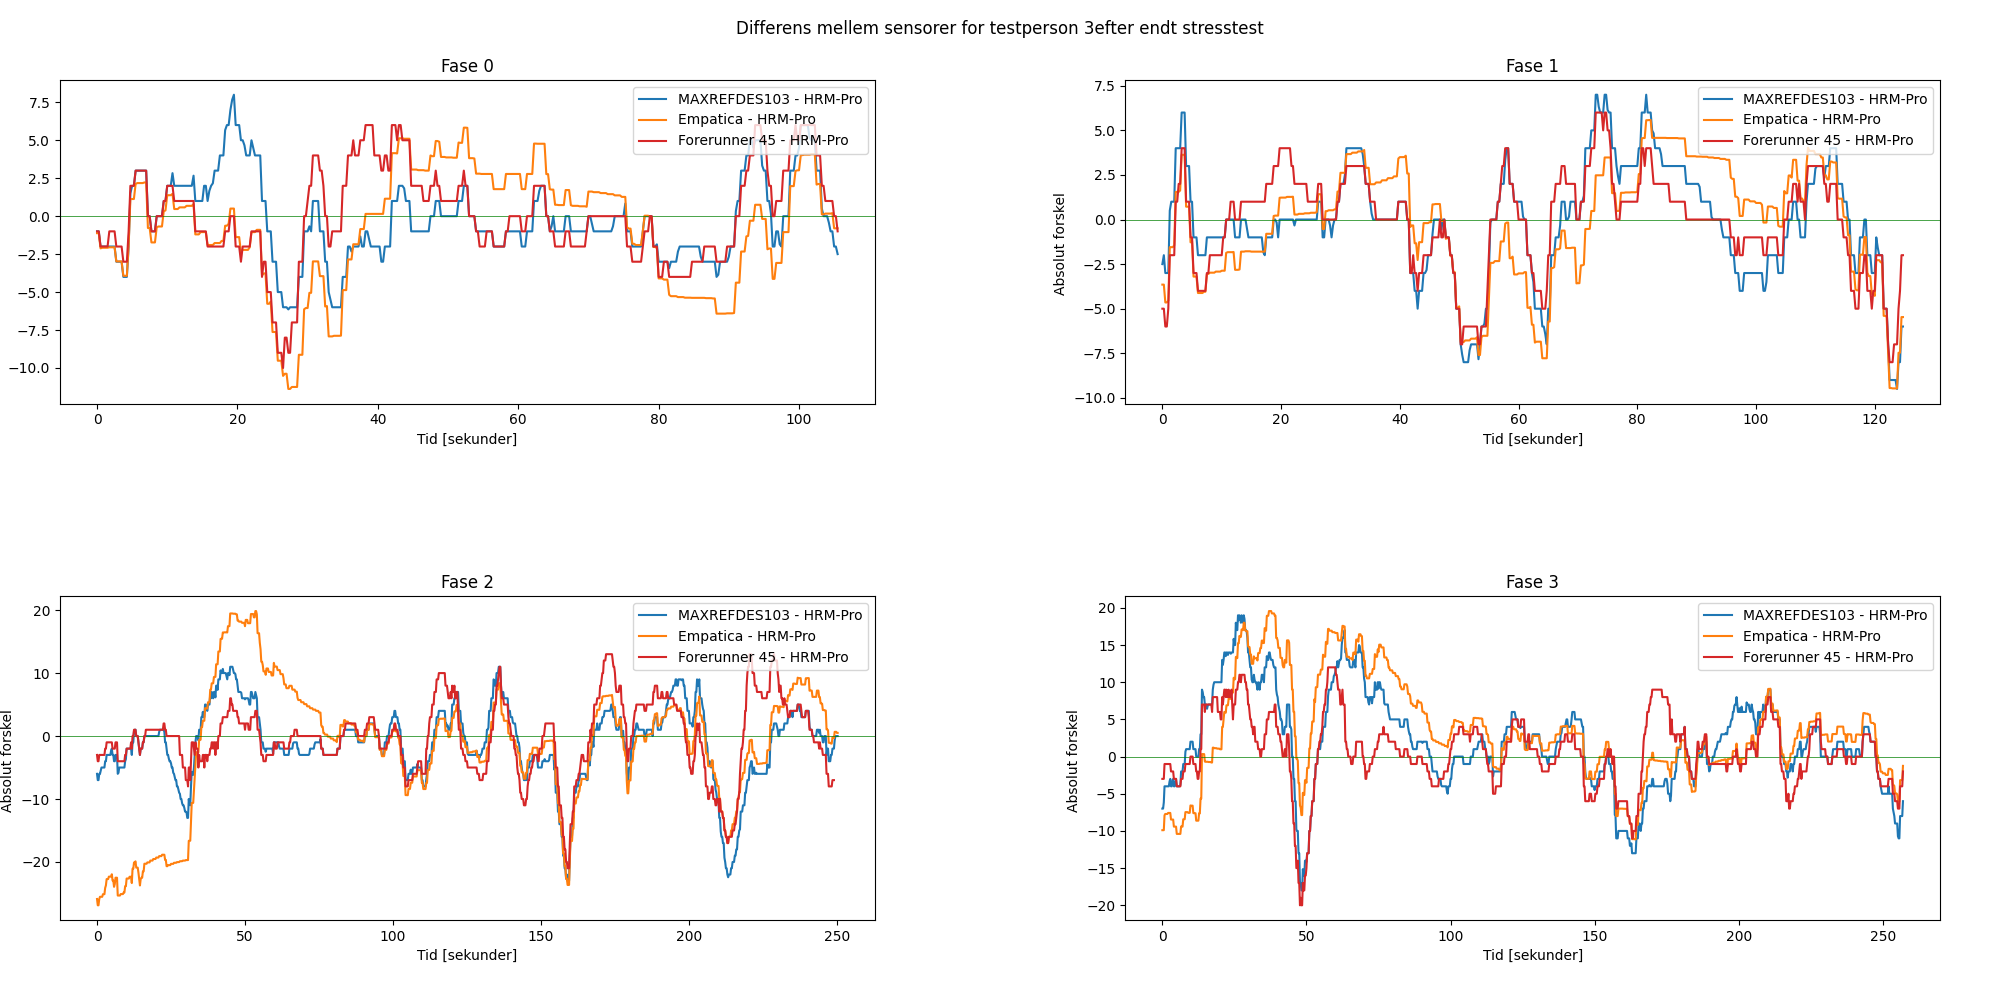 Differens mellem sensorer for testperson 3efter endt stresstest
Fase 0
MAXREFDES103 - HRM-Pro
Empatica - HRM-Pro
Forerunner 45 - HRM-Pro
7.5
5.0
2.5
0.0
−2.5
−5.0
−7.5
−10.0
0 20 40 60 80 100
Tid [sekunder]
Fase 1
MAXREFDES103 - HRM-Pro
Empatica - HRM-Pro
Forerunner 45 - HRM-Pro
Absolut forskel
7.5
5.0
2.5
0.0
−2.5
−5.0
−7.5
−10.0
0 20 40 60 80 100 120
Tid [sekunder]
Fase 2
MAXREFDES103 - HRM-Pro
Empatica - HRM-Pro
Forerunner 45 - HRM-Pro
Absolut forskel
20
10
0
−10
−20
0 50 100 150 200 250
Tid [sekunder]
Fase 3
MAXREFDES103 - HRM-Pro
Empatica - HRM-Pro
Forerunner 45 - HRM-Pro
Absolut forskel
20
15
10
5
0
−5
−10
−15
−20
0 50 100 150 200 250
Tid [sekunder]